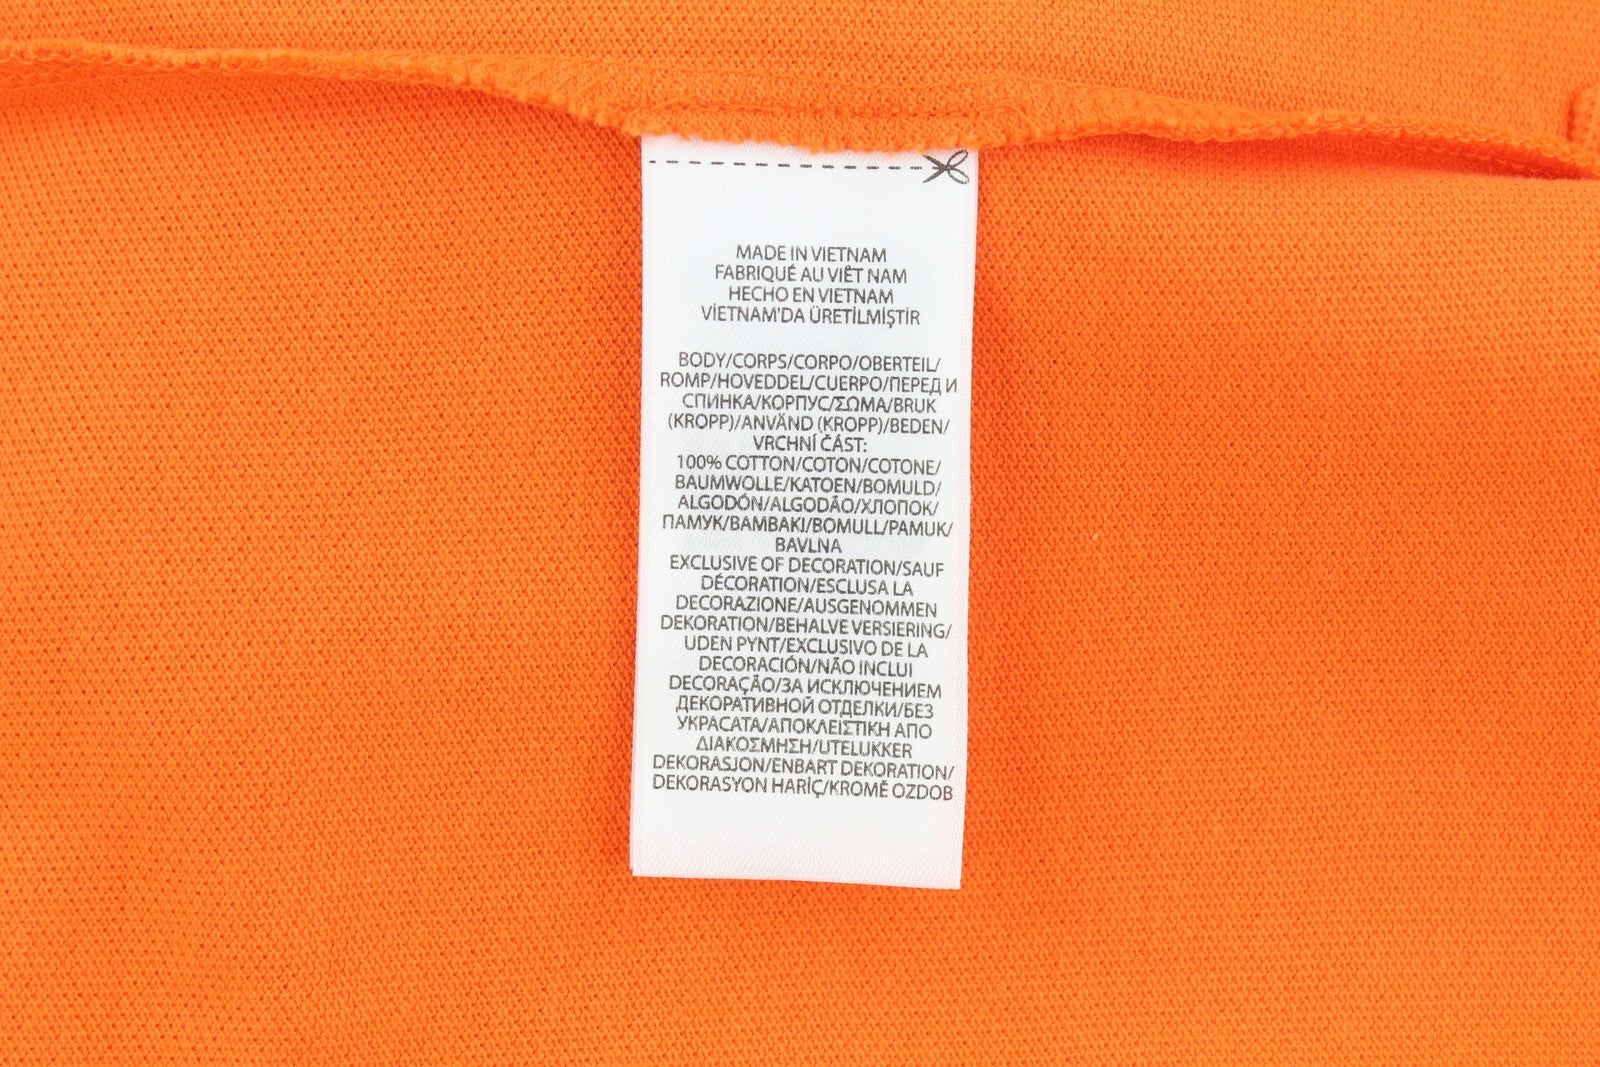 MADE IN VIETNAM
FABRIQUÉ AU VIÊT NAM
HECHO EN VIETNAM
VİETNAM'DA ÜRETİLMİŞTİR
BODY/CORPS/CORPO/OBERTEIL/
ROMP/HOVEDDEL/CUERPO/ПЕРЕД И
СПИНКА/КОРПУС/ΣΩΜΑ/BRUK
(KROPP)/ANVÄND (KROPP)/BEDEN/
VRCHNÍ ČÁST:
100% COTTON/COTON/COTONE/
BAUMWOLLE/KATOEN/BOMULD/
ALGODÓN/ALGODÃO/ХЛОПОК/
ПАМУК/ΒΑΜΒΑΚΙ/BOMULL/PAMUK/
BAVLNA
EXCLUSIVE OF DECORATION/SAUF
DÉCORATION/ESCLUSA LA
DECORAZIONE/AUSGENOMMEN
DEKORATION/BEHALVE VERSIERING/
UDEN PYNT/EXCLUSIVO DE LA
DECORACIÓN/NÃO INCLUI
DECORAÇÃO/ЗА ИСКЛЮЧЕНИЕМ
ДЕКОРАТИВНОЙ ОТДЕЛКИ/БЕЗ
УКРАСАТА/ΑΠΟΚΛΕΙΣΤΙΚΗ ΑΠΟ
ΔΙΑΚΟΣΜΗΣΗ/UTELUKKER
DEKORASJON/ENBART DEKORATION/
DEKORASYON HARİÇ/KROMĚ OZDOB